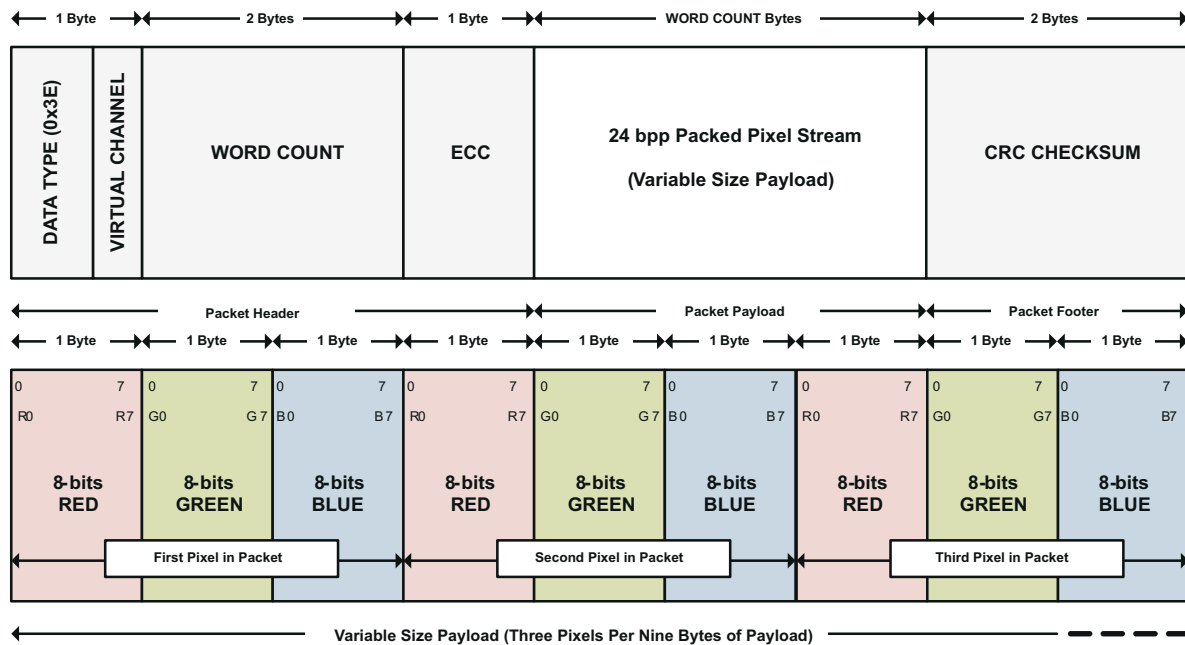 1 Byte 2 Bytes 1 Byte WORD COUNT Bytes 2 Bytes
DATA TYPE (0x3E)
VIRTUAL CHANNEL
WORD COUNT
ECC
24 bpp Packed Pixel Stream
(Variable Size Payload)
CRC CHECKSUM
Packet Header Packet Payload Packet Footer
1 Byte 1 Byte 1 Byte 1 Byte 1 Byte 1 Byte 1 Byte 1 Byte 1 Byte
0 7 0 7 0 7 0 7 0 7 0 7 0 7 0 7 0 7
R0 R7 G0 G7 B0 B7 R0 R7 G0 G7 B0 B7 R0 R7 G0 G7 B0 B7
8-bits 8-bits 8-bits 8-bits 8-bits 8-bits 8-bits 8-bits 8-bits
RED GREEN BLUE RED GREEN BLUE RED GREEN BLUE
First Pixel in Packet Second Pixel in Packet Third Pixel in Packet
Variable Size Payload (Three Pixels Per Nine Bytes of Payload)